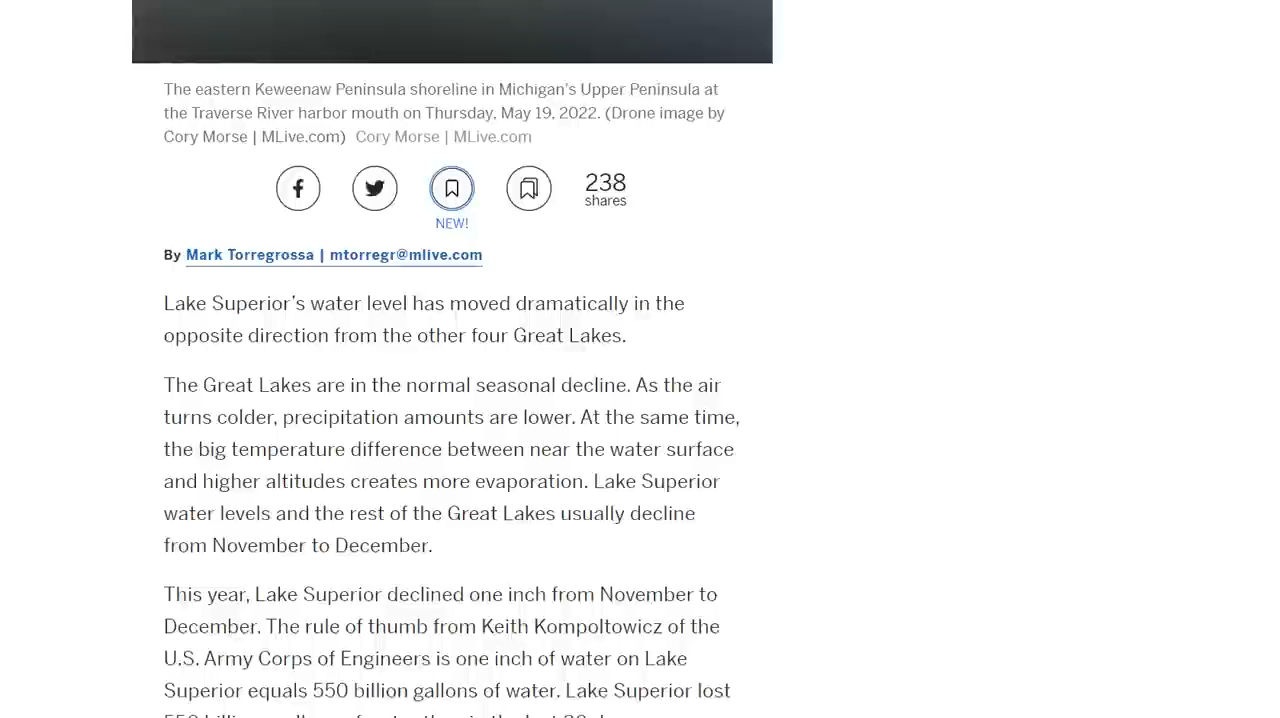 The eastern Keweenaw Peninsula shoreline in Michigan's Upper Peninsula at
the Traverse River harbor mouth on Thursday, May 19, 2022. (Drone image by
Cory Morse | MLive.com) Cory Morse | MLive.com
238
shares
NEW!
By Mark Torregrossa | mtorregr@mlive.com
Lake Superior's water level has moved dramatically in the
opposite direction from the other four Great Lakes.
The Great Lakes are in the normal seasonal decline. As the air
turns colder, precipitation amounts are lower. At the same time,
the big temperature difference between near the water surface
and higher altitudes creates more evaporation. Lake Superior
water levels and the rest of the Great Lakes usually decline
from November to December.
This year, Lake Superior declined one inch from November to
December. The rule of thumb from Keith Kompoltowicz of the
U.S. Army Corps of Engineers is one inch of water on Lake
Superior equals 550 billion gallons of water. Lake Superior lost